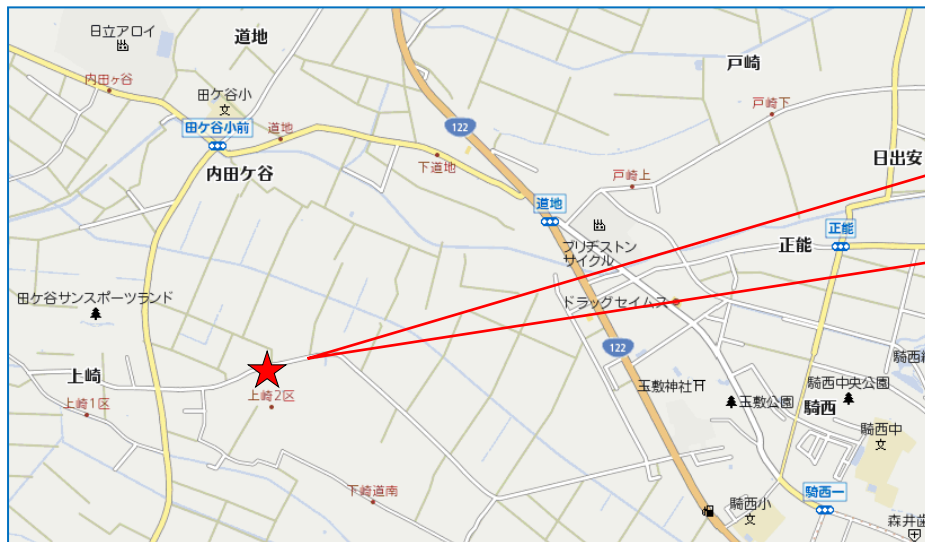 日立アロイ
道地
戸崎
内田ヶ谷
田ケ谷小
戸崎下
122
田ケ谷小前
道地
下道地
日出安
内田ケ谷
戸崎上
道地
正能
正能
ブリヂストン
サイクル
田ケ谷サンスポーツランド
ドラッグセイムス
122
上崎
玉敷神社
騎西中央公園
上崎2区
玉敷公園
騎西
上崎1区
騎西中
下崎道南
騎西一
騎西小
森井歯